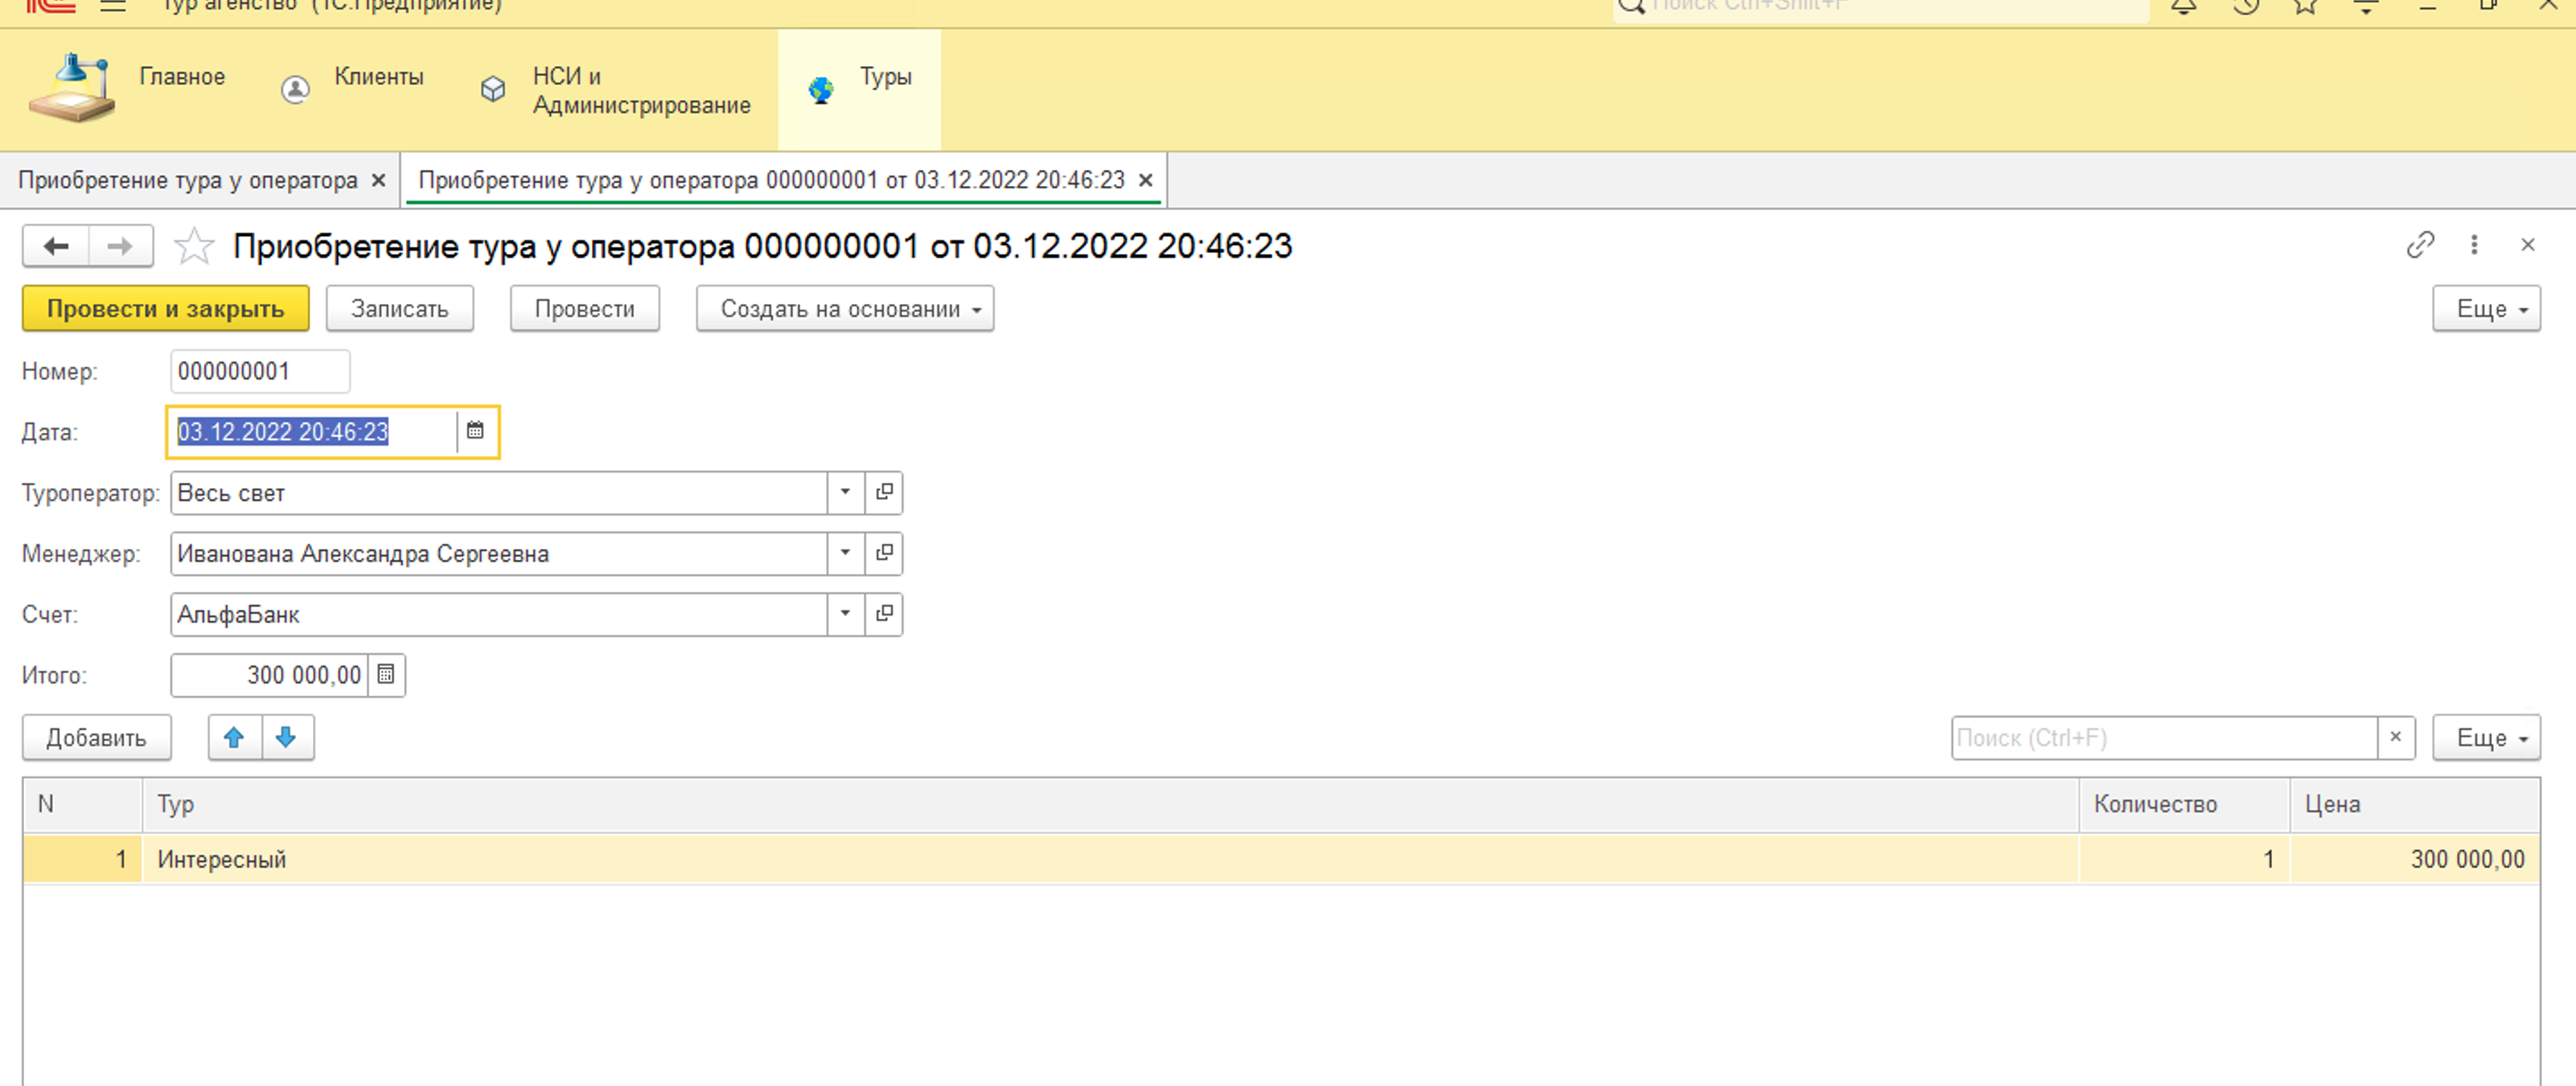 Тур агенство (1С:Предприятие)
Поиск Ctrl+Shift+F
Главное
Клиенты
НСИ и
Администрирование
Туры
Приобретение тура у оператора
Приобретение тура у оператора 000000001 от 03.12.2022 20:46:23
Приобретение тура у оператора 000000001 от 03.12.2022 20:46:23
Провести и закрыть
Записать
Провести
Создать на основании
Еще
Номер: 000000001
Дата: 03.12.2022 20:46:23
Туроператор: Весь свет
Менеджер: Иванована Александра Сергеевна
Счет: АльфаБанк
Итого: 300 000,00
Добавить
Поиск (Ctrl+F)
Еще
N Тур Количество Цена
1 Интересный 1 300 000,00